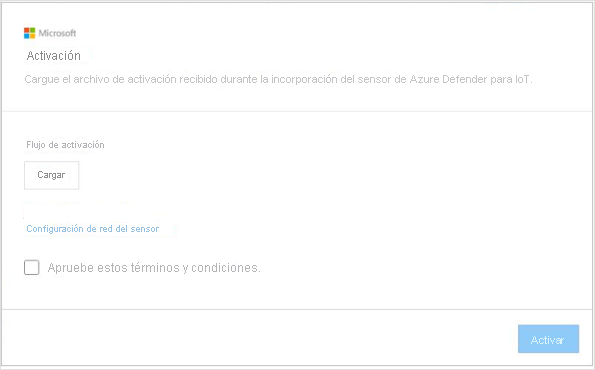 Microsoft
Activación
Cargue el archivo de activación recibido durante la incorporación del sensor de Azure Defender para IoT.
Flujo de activación
Cargar
Configuración de red del sensor
Apruebe estos términos y condiciones.
Activar